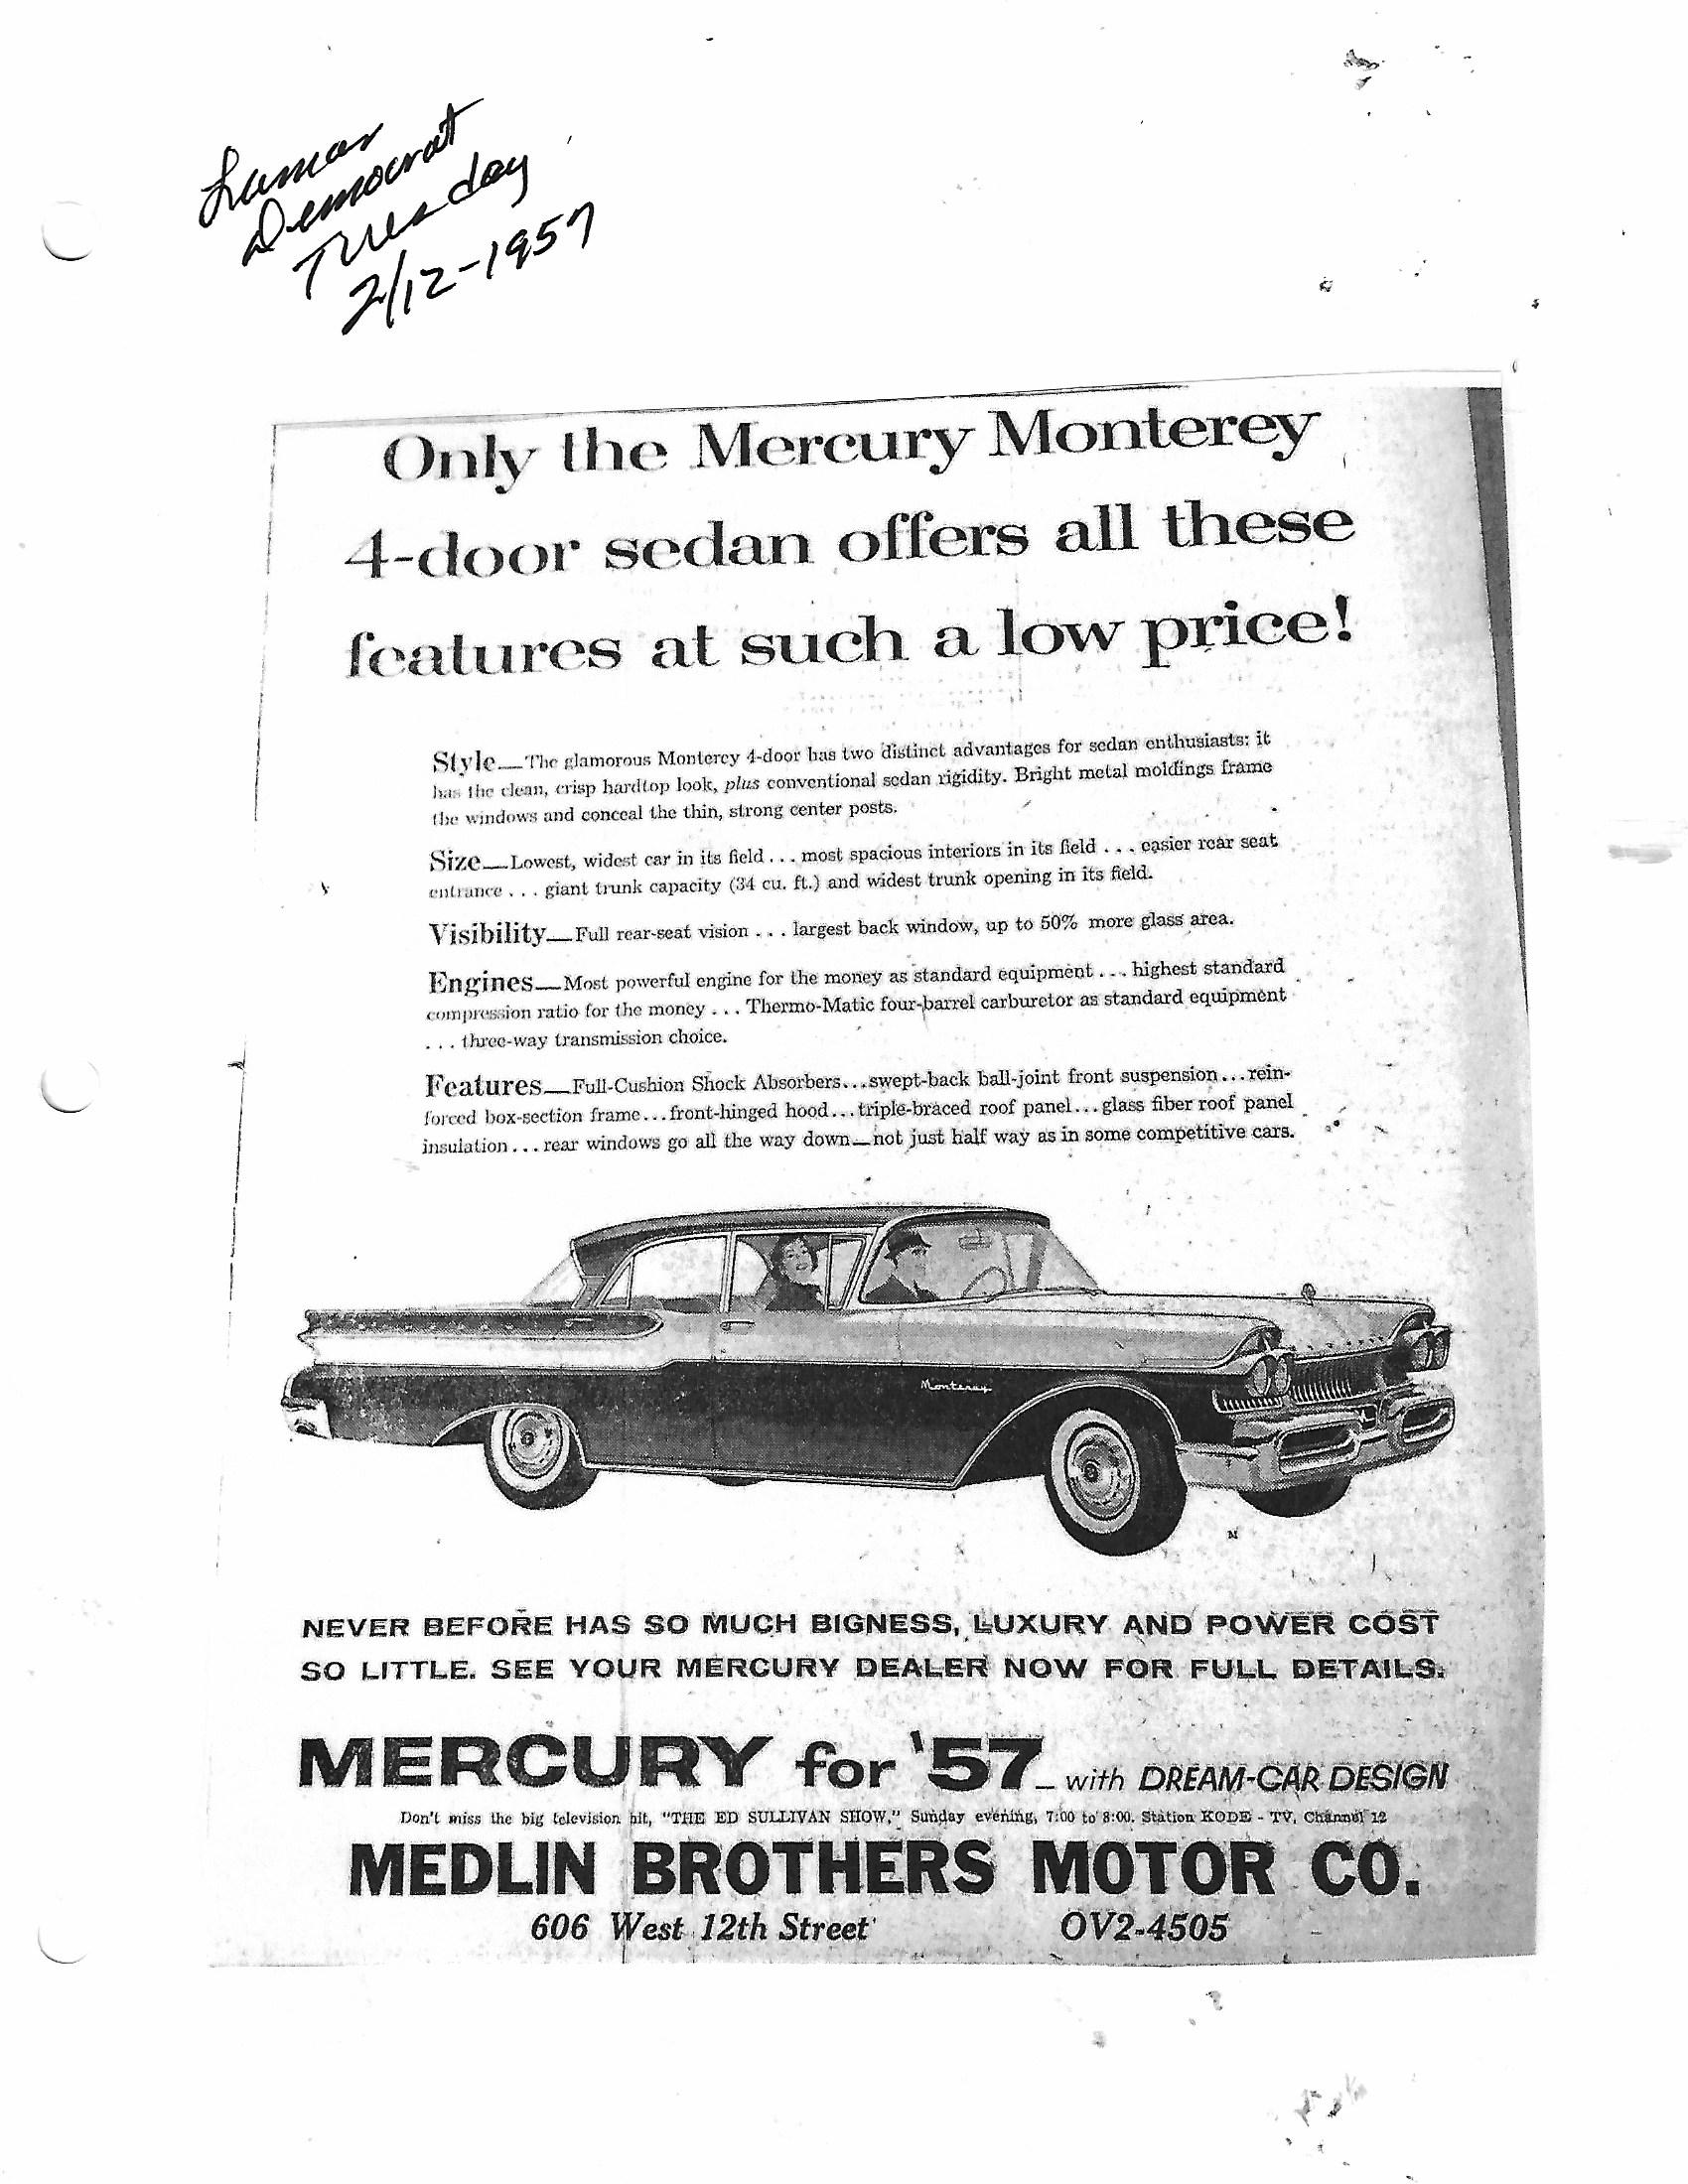 Lamar
Democrat
Tuesday
2/12-1957
Only the Mercury Monterey
4-door sedan offers all these
features at such a low price!
Style—The glamorous Monterey 4-door has two distinct advantages for sedan enthusiasts: it
has the clean, crisp hardtop look, plus conventional sedan rigidity. Bright metal moldings frame
the windows and conceal the thin, strong center posts.
Size—Lowest, widest car in its field . . . most spacious interiors in its field . . . easier rear seat
entrance . . . giant trunk capacity (34 cu. ft.) and widest trunk opening in its field.
Visibility—Full rear-seat vision . . . largest back window, up to 50% more glass area.
Engines—Most powerful engine for the money as standard equipment . . . highest standard
compression ratio for the money . . . Thermo-Matic four-barrel carburetor as standard equipment
. . . three-way transmission choice.
Features—Full-Cushion Shock Absorbers...swept-back ball-joint front suspension...rein-
forced box-section frame...front-hinged hood...triple-braced roof panel...glass fiber roof panel
insulation...rear windows go all the way down—not just half way as in some competitive cars.
Monterey
M
NEVER BEFORE HAS SO MUCH BIGNESS, LUXURY AND POWER COST
SO LITTLE. SEE YOUR MERCURY DEALER NOW FOR FULL DETAILS.
MERCURY for '57—with DREAM-CAR DESIGN
Don't miss the big television hit, "THE ED SULLIVAN SHOW," Sunday evening, 7:00 to 8:00. Station KODE - TV, Channel 12
MEDLIN BROTHERS MOTOR CO.
606 West 12th Street OV2-4505